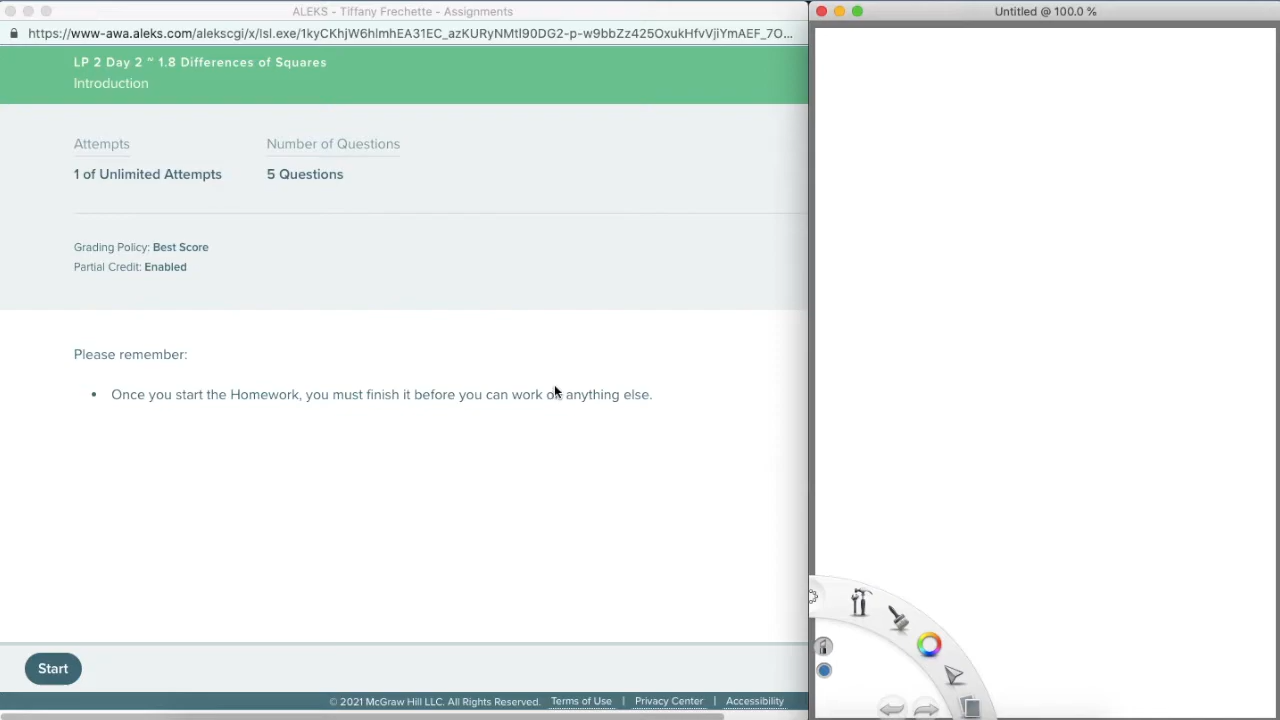 ALEKS - Tiffany Frechette - Assignments
Untitled @ 100.0 %
LP 2 Day 2 ~ 1.8 Differences of Squares
Introduction
Attempts
Number of Questions
1 of Unlimited Attempts
5 Questions
Grading Policy: Best Score
Partial Credit: Enabled
Please remember:
• Once you start the Homework, you must finish it before you can work on anything else.
Start
© 2021 McGraw Hill LLC. All Rights Reserved. Terms of Use | Privacy Center | Accessibility